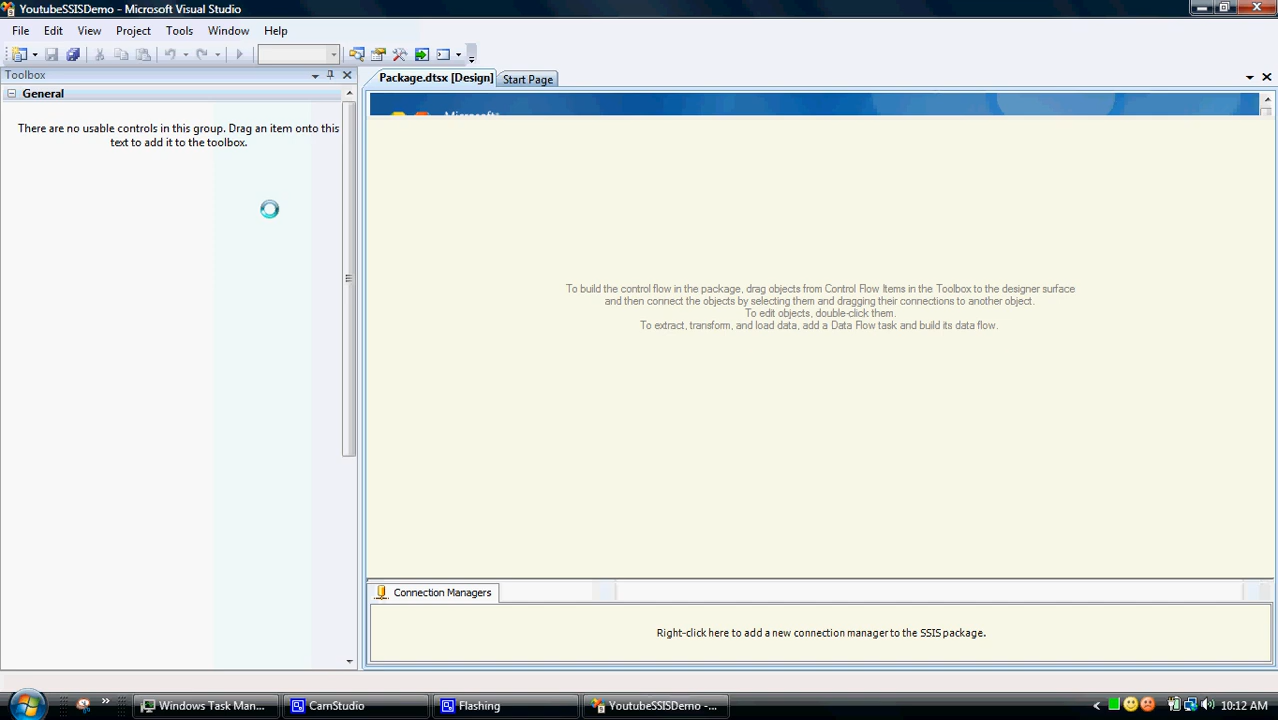 YoutubeSSISDemo - Microsoft Visual Studio
File Edit View Project Tools Window Help
Toolbox
Package.dtsx [Design] Start Page
General
There are no usable controls in this group. Drag an item onto this
text to add it to the toolbox.
Microsoft
To build the control flow in the package, drag objects from Control Flow Items in the Toolbox to the designer surface
and then connect the objects by selecting them and dragging their connections to another object.
To edit objects, double-click them.
To extract, transform, and load data, add a Data Flow task and build its data flow.
Connection Managers
Right-click here to add a new connection manager to the SSIS package.
Windows Task Man... CamStudio Flashing YoutubeSSISDemo -... 10:12 AM